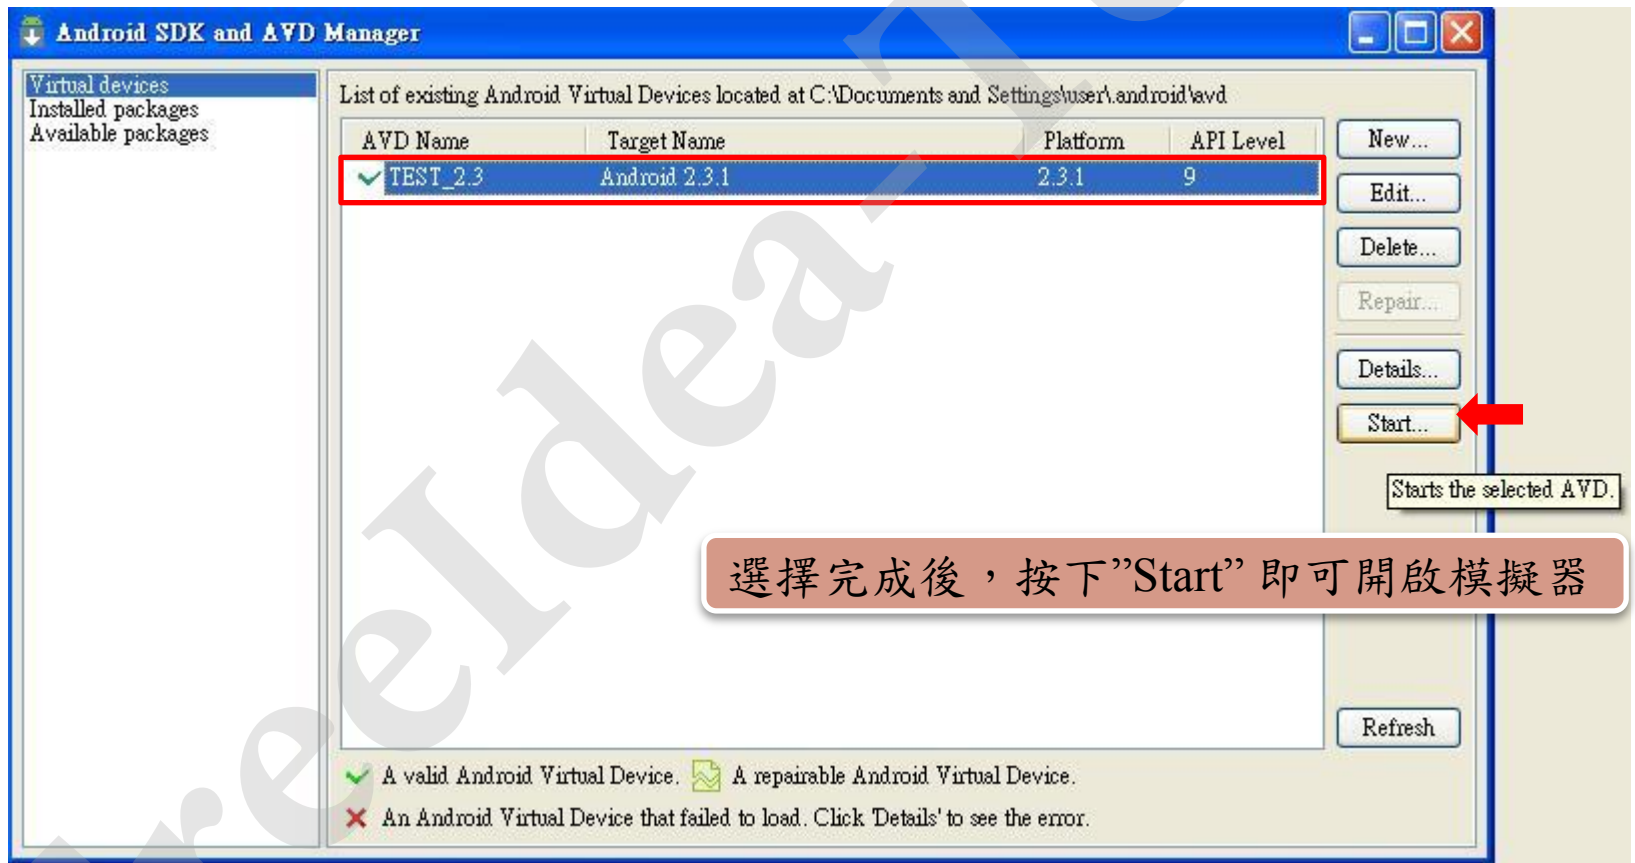 Android SDK and AVD Manager
Virtual devices
Installed packages
Available packages
List of existing Android Virtual Devices located at C:\Documents and Settings\user\.android\avd
AVD Name Target Name Platform API Level
TEST_2.3 Android 2.3.1 2.3.1 9
New...
Edit...
Delete...
Repair...
Details...
Start...
Starts the selected AVD.
選擇完成後，按下”Start” 即可開啟模擬器
Refresh
A valid Android Virtual Device. A repairable Android Virtual Device.
An Android Virtual Device that failed to load. Click 'Details' to see the error.